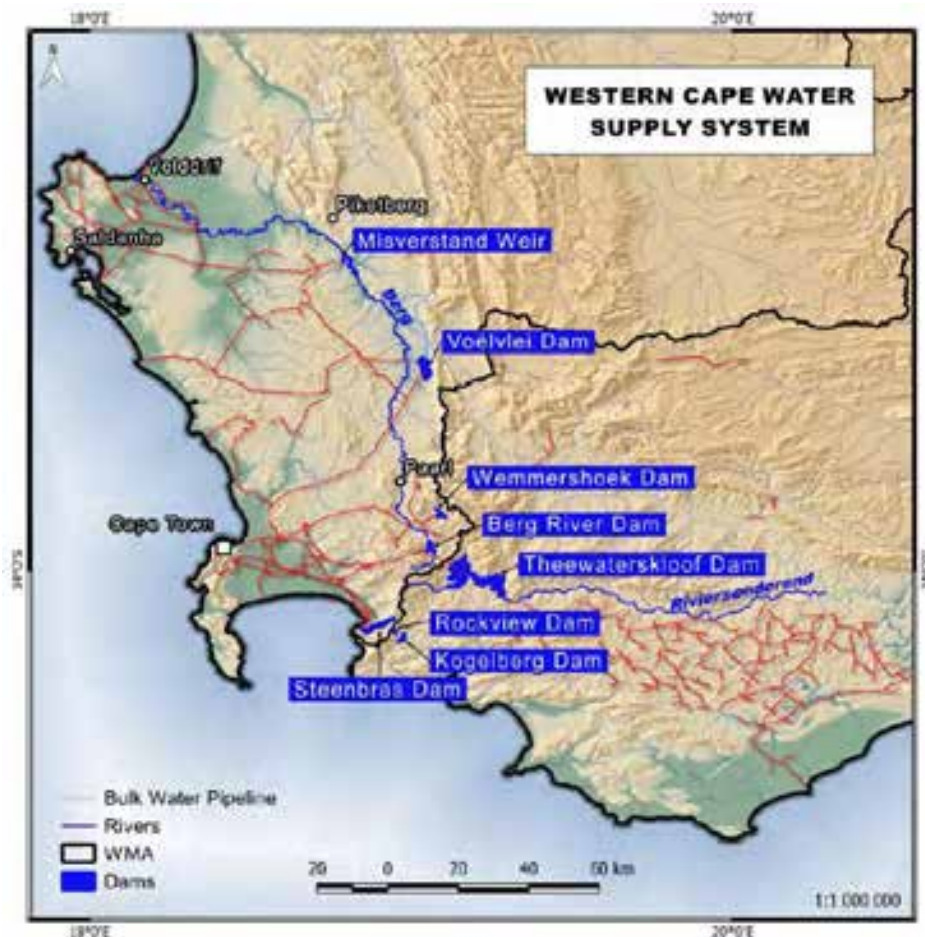 18°0'E
20°0'E
N
WESTERN CAPE WATER
SUPPLY SYSTEM
Piketberg
Saldanha
Misverstand Weir
Berg
Voëlvlei Dam
Paarl
Wemmershoek Dam
Cape Town
Berg River Dam
Theewaterskloof Dam
Riviersonderend
Rockview Dam
Kogelberg Dam
Steenbras Dam
Bulk Water Pipeline
Rivers
WMA
Dams
20 0 20 60 km
1:1 000 000
18°0'E
20°0'E